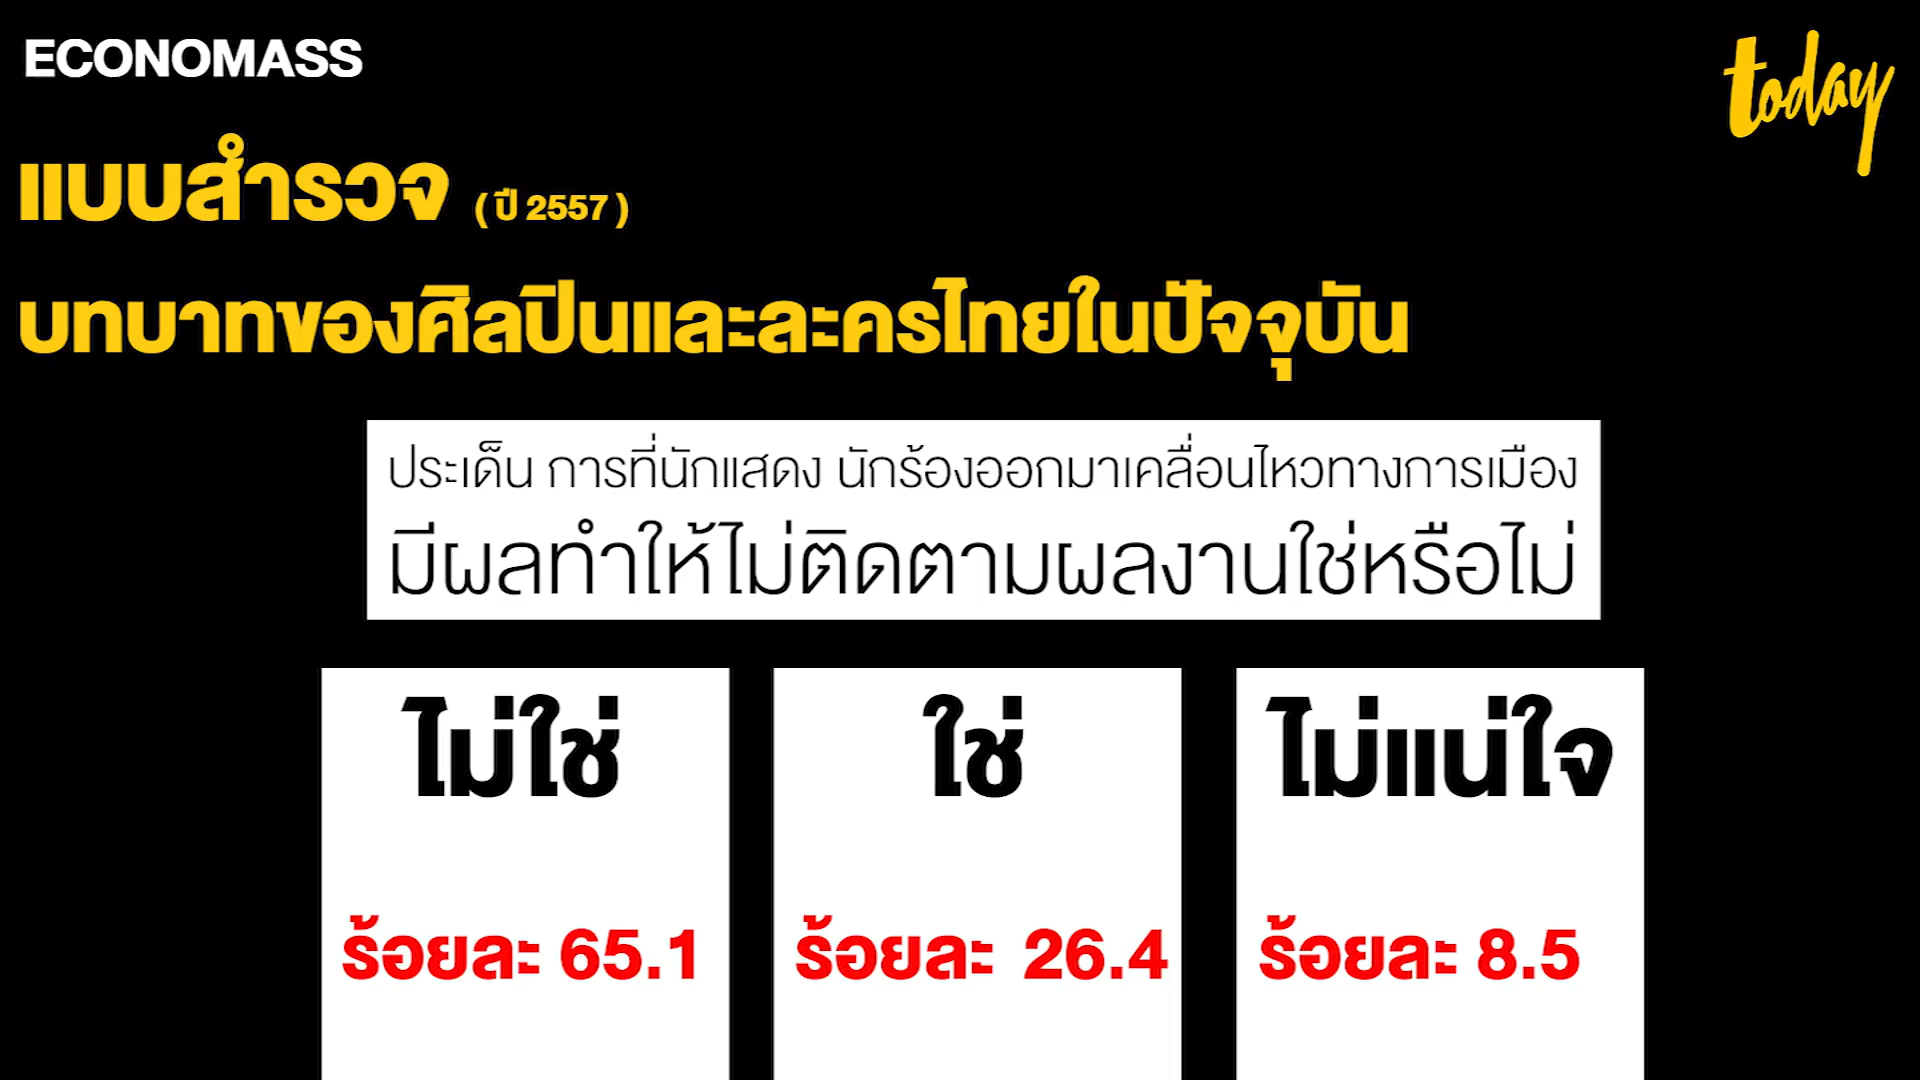 ECONOMASS
today
แบบสำรวจ ( ปี 2557 )
บทบาทของศิลปินและละครไทยในปัจจุบัน
ประเด็น การที่นักแสดง นักร้องออกมาเคลื่อนไหวทางการเมือง
มีผลทำให้ไม่ติดตามผลงานใช่หรือไม่
ไม่ใช่
ร้อยละ 65.1
ใช่
ร้อยละ 26.4
ไม่แน่ใจ
ร้อยละ 8.5